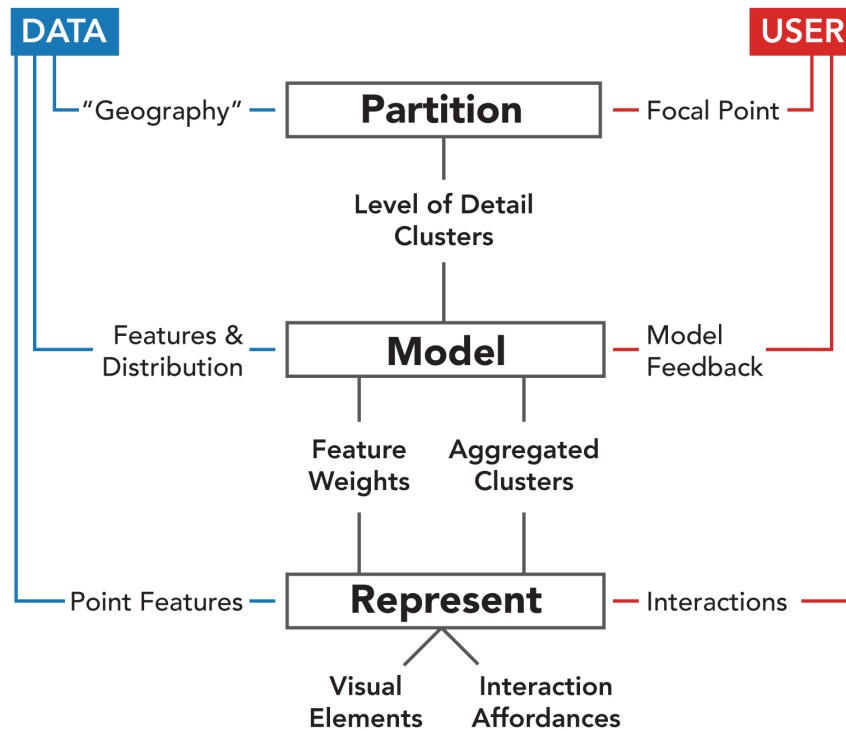 DATA
USER
“Geography”
Partition
Focal Point
Level of Detail
Clusters
Features &
Distribution
Model
Model
Feedback
Feature
Weights
Aggregated
Clusters
Point Features
Represent
Interactions
Visual
Elements
Interaction
Affordances